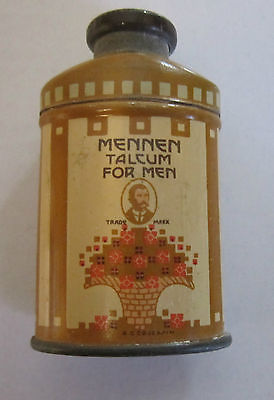 MENNEN
TALCUM
FOR MEN
TRADE MARK